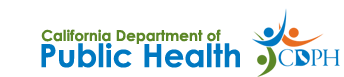 California Department of
Public Health
CDPH